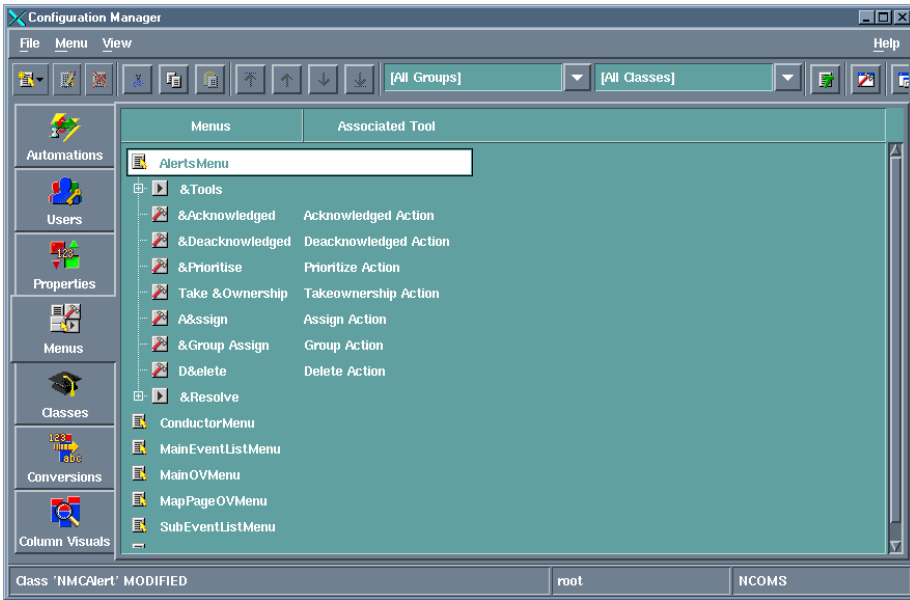 Configuration Manager
File Menu View Help
[All Groups] [All Classes]
Menus Associated Tool
Automations
AlertsMenu
&Tools
Users
&Acknowledged Acknowledged Action
&Deacknowledged Deacknowledged Action
123
Properties
&Prioritise Prioritize Action
Take &Ownership Takeownership Action
A&ssign Assign Action
Menus
&Group Assign Group Action
D&elete Delete Action
&Resolve
Classes
ConductorMenu
123
abc
MainEventListMenu
Conversions
MainOVMenu
MapPageOVMenu
SubEventListMenu
Column Visuals
Class 'NMCAlert' MODIFIED root NCOMS